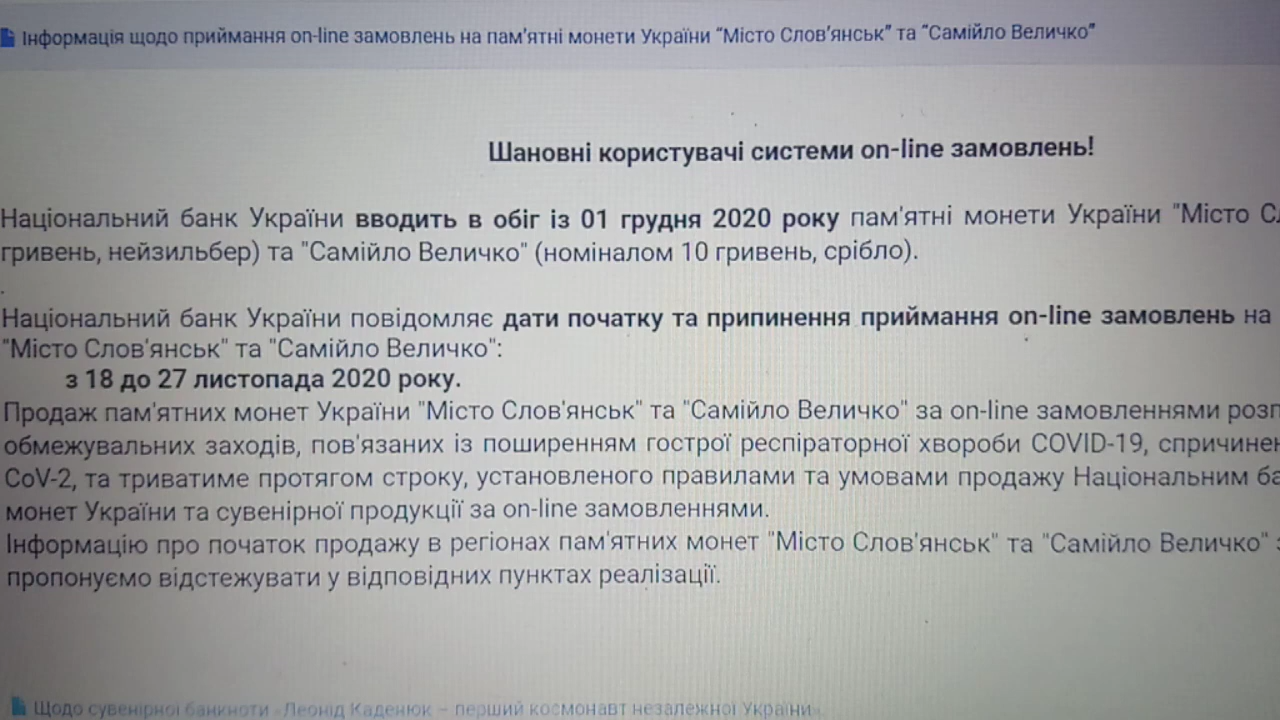 Інформація щодо приймання on-line замовлень на пам'ятні монети України "Місто Слов'янськ" та "Самійло Величко"
Шановні користувачі системи on-line замовлень!
Національний банк України вводить в обіг із 01 грудня 2020 року пам'ятні монети України "Місто
гривень, нейзильбер) та "Самійло Величко" (номіналом 10 гривень, срібло).
.
Національний банк України повідомляє дати початку та припинення приймання on-line замовлень на
"Місто Слов'янськ" та "Самійло Величко":
з 18 до 27 листопада 2020 року.
Продаж пам'ятних монет України "Місто Слов'янськ" та "Самійло Величко" за on-line замовленнями
обмежувальних заходів, пов'язаних із поширенням гострої респіраторної хвороби COVID-19,
CoV-2, та триватиме протягом строку, установленого правилами та умовами продажу Національним
монет України та сувенірної продукції за on-line замовленнями.
Інформацію про початок продажу в регіонах пам'ятних монет "Місто Слов'янськ" та "Самійло Величко"
пропонуємо відстежувати у відповідних пунктах реалізації.
Щодо сувенірної банкноти "Леонід Каденюк – перший космонавт незалежної України"